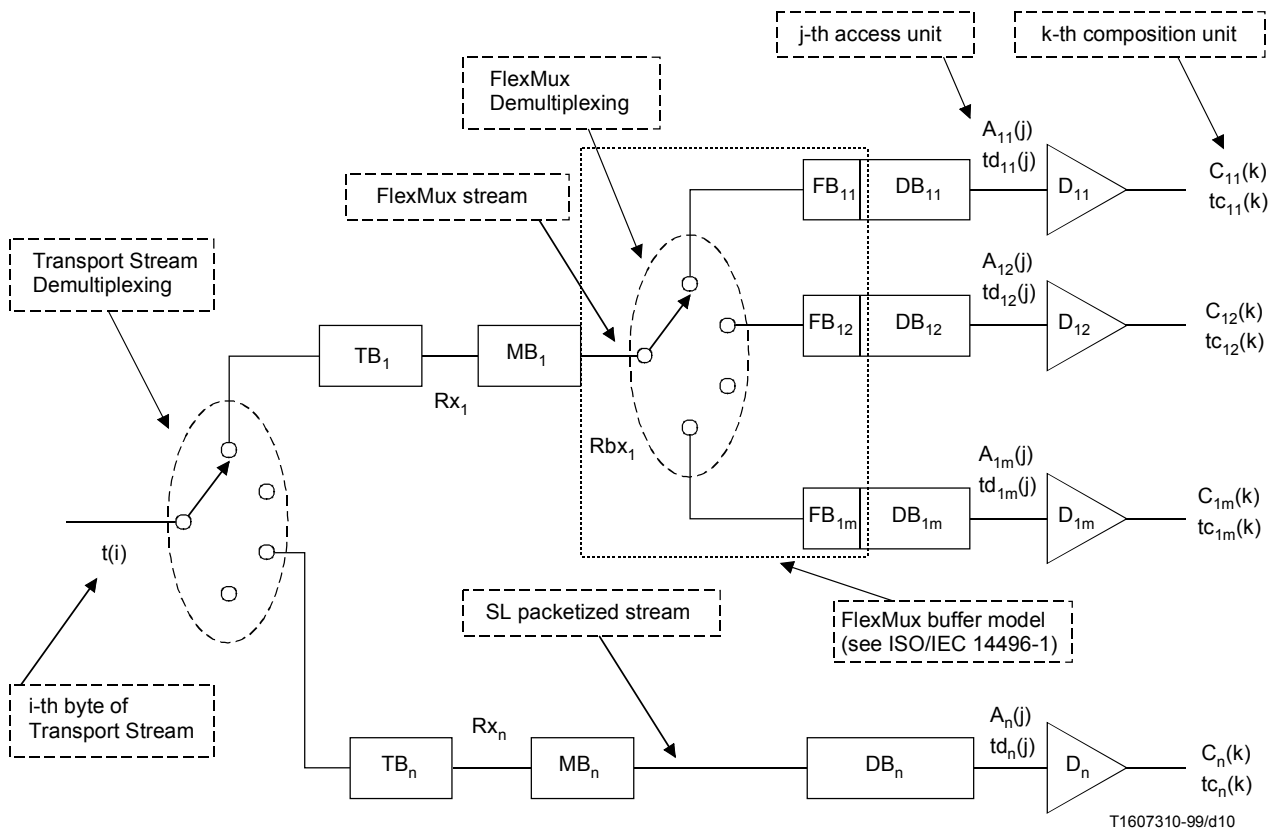 j-th access unit
k-th composition unit
FlexMux
Demultiplexing
FlexMux stream
Transport Stream
Demultiplexing
A₁₁(j)
td₁₁(j)
FB₁₁
DB₁₁
D₁₁
C₁₁(k)
tc₁₁(k)
A₁₂(j)
td₁₂(j)
FB₁₂
DB₁₂
D₁₂
C₁₂(k)
tc₁₂(k)
TB₁
Rx₁
MB₁
Rbx₁
A₁ₘ(j)
td₁ₘ(j)
FB₁ₘ
DB₁ₘ
D₁ₘ
C₁ₘ(k)
tc₁ₘ(k)
t(i)
SL packetized stream
FlexMux buffer model
(see ISO/IEC 14496-1)
i-th byte of
Transport Stream
TBₙ
Rxₙ
MBₙ
DBₙ
Aₙ(j)
tdₙ(j)
Dₙ
Cₙ(k)
tcₙ(k)
T1607310-99/d10